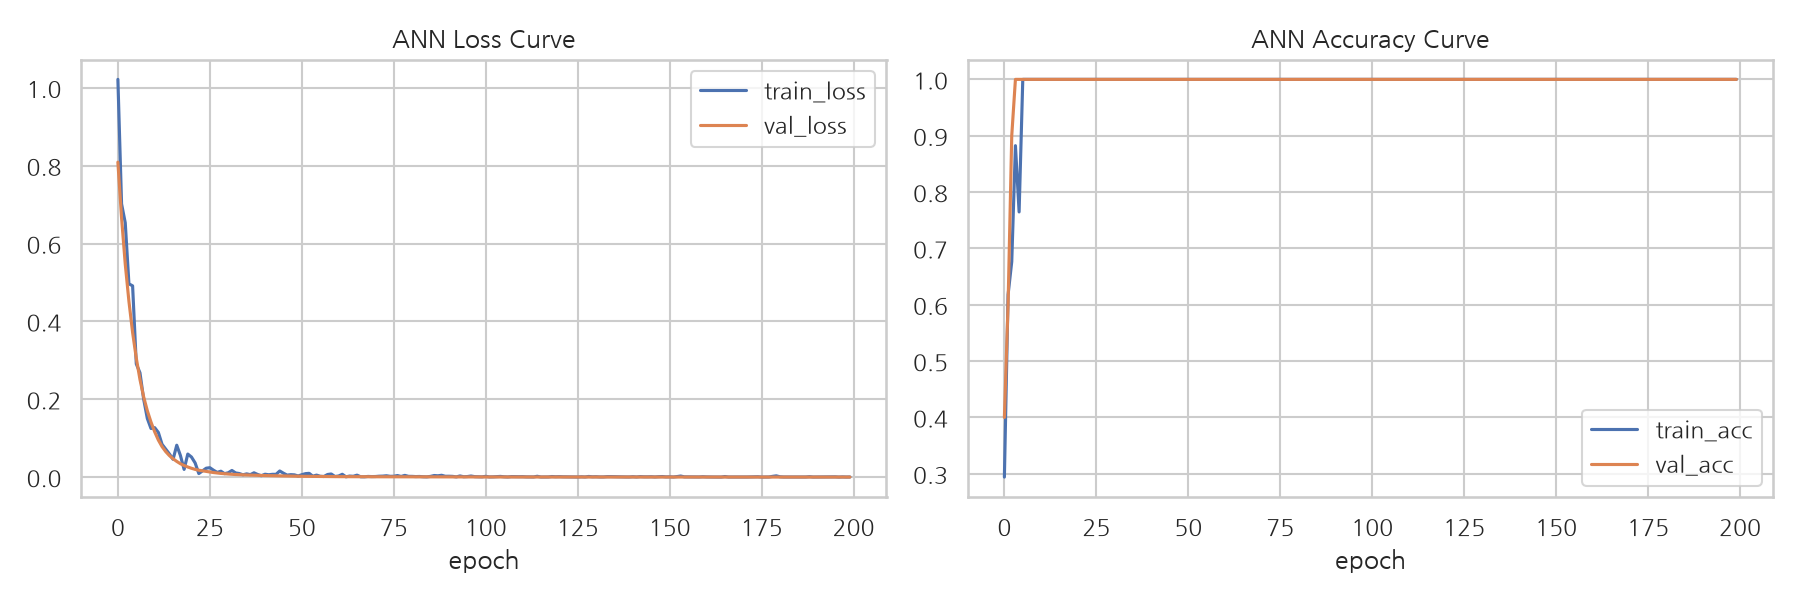 ANN Loss Curve
1.0
0.8
0.6
0.4
0.2
0.0
train_loss
val_loss
0 25 50 75 100 125 150 175 200
epoch
ANN Accuracy Curve
1.0
0.9
0.8
0.7
0.6
0.5
0.4
0.3
train_acc
val_acc
0 25 50 75 100 125 150 175 200
epoch